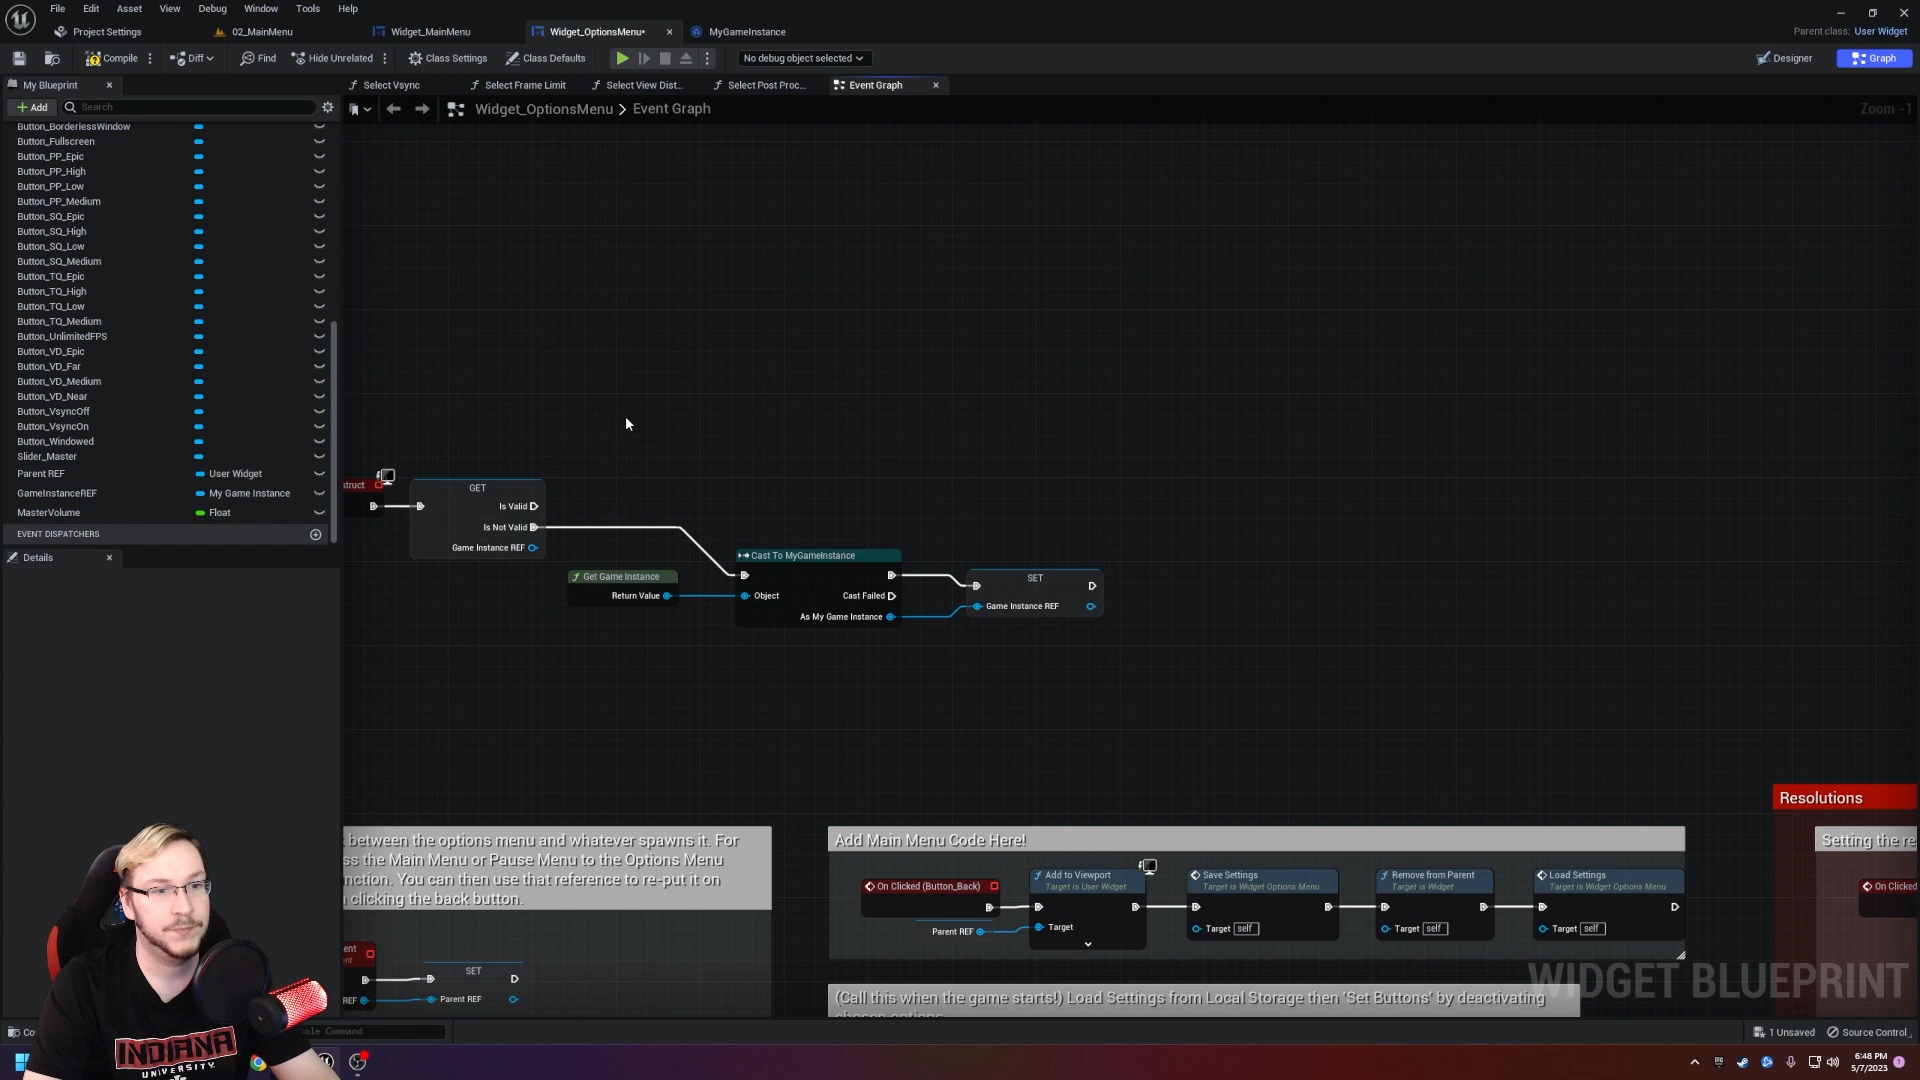 File Edit Asset View Debug Window Tools Help
Project Settings 02_MainMenu Widget_MainMenu Widget_OptionsMenu* MyGameInstance
Parent class: User Widget
Compile Diff Find Hide Unrelated Class Settings Class Defaults No debug object selected Designer Graph
My Blueprint Select Vsync Select Frame Limit Select View Dist... Select Post Proc... Event Graph
Add Search Widget_OptionsMenu > Event Graph Zoom -1
Button_BorderlessWindow
Button_Fullscreen
Button_PP_Epic
Button_PP_High
Button_PP_Low
Button_PP_Medium
Button_SQ_Epic
Button_SQ_High
Button_SQ_Low
Button_SQ_Medium
Button_TQ_Epic
Button_TQ_High
Button_TQ_Low
Button_TQ_Medium
Button_UnlimitedFPS
Button_VD_Epic
Button_VD_Far
Button_VD_Medium
Button_VD_Near
Button_VsyncOff
Button_VsyncOn
Button_Windowed
Slider_Master
Parent REF User Widget
GameInstanceREF My Game Instance
MasterVolume Float
EVENT DISPATCHERS
Details
struct
GET
Is Valid
Is Not Valid
Game Instance REF
Get Game Instance
Return Value
Cast To MyGameInstance
Object Cast Failed
As My Game Instance
SET
Game Instance REF
Resolutions
between the options menu and whatever spawns it. For
ss the Main Menu or Pause Menu to the Options Menu
nction. You can then use that reference to re-put it on
clicking the back button.
ent
nt
REF
SET
Parent REF
Add Main Menu Code Here!
On Clicked (Button_Back)
Parent REF
Add to Viewport
Target is User Widget
Target
Save Settings
Target is Widget Options Menu
Target self
Remove from Parent
Target is Widget
Target self
Load Settings
Target is Widget Options Menu
Target self
Setting the re
On Clicked
(Call this when the game starts!) Load Settings from Local Storage then 'Set Buttons' by deactivating
WIDGET BLUEPRINT
Co
ole Command
1 Unsaved Source Control
INDIANA
UNIVERSITY
6:48 PM
5/7/2023
1